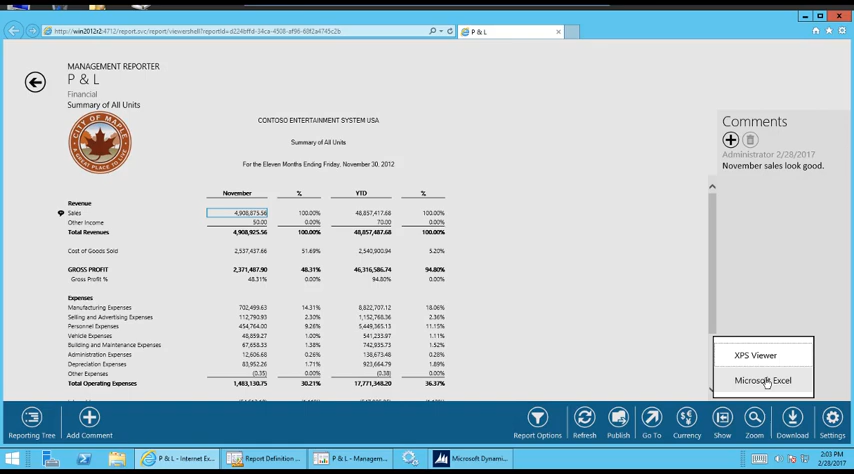 http://win2012r2:4712/report.svc/report/viewershell?reportId=d224bffd-34ca-4508-af96-68f2a4745c2b
P & L
MANAGEMENT REPORTER
P & L
Financial
Summary of All Units
CITY OF MAPLE
A GREAT PLACE TO LIVE
CONTOSO ENTERTAINMENT SYSTEM USA
Summary of All Units
For the Eleven Months Ending Friday, November 30, 2012
Comments
Administrator 2/28/2017
November sales look good.
November % YTD %
Revenue
Sales 4,908,875.56 100.00% 48,857,417.68 100.00%
Other Income 50.00 0.00% 70.00 0.00%
Total Revenues 4,908,925.56 100.00% 48,857,487.68 100.00%
Cost of Goods Sold 2,537,437.66 51.69% 2,540,900.94 5.20%
GROSS PROFIT 2,371,487.90 48.31% 46,316,586.74 94.80%
Gross Profit % 48.31% 0.00% 94.80% 0.00%
Expenses
Manufacturing Expenses 702,499.63 14.31% 8,822,707.12 18.06%
Selling and Advertising Expenses 112,790.93 2.30% 1,152,768.36 2.36%
Personnel Expenses 454,764.00 9.26% 5,449,365.13 11.15%
Vehicle Expenses 48,859.27 1.00% 541,233.97 1.11%
Building and Maintenance Expenses 67,658.33 1.38% 742,935.73 1.52%
Administration Expenses 12,606.68 0.26% 138,673.48 0.28%
Depreciation Expenses 83,952.26 1.71% 923,664.79 1.89%
Other Expenses (0.35) 0.00% (0.38) 0.00%
Total Operating Expenses 1,483,130.75 30.21% 17,771,348.20 36.37%
XPS Viewer
Microsoft Excel
Reporting Tree
Add Comment
Report Options
Refresh
Publish
Go To
Currency
Show
Zoom
Download
Settings
P & L - Internet Ex...
Report Definition ...
P & L - Manage...
Microsoft Dynami...
2:03 PM
2/28/2017